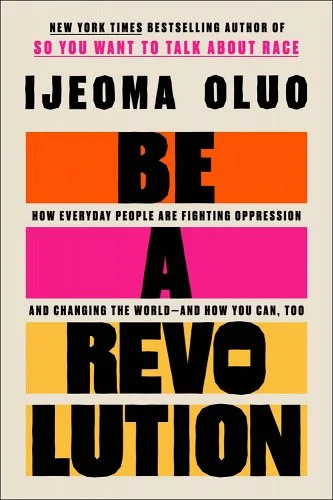 NEW YORK TIMES BESTSELLING AUTHOR OF
SO YOU WANT TO TALK ABOUT RACE
IJEOMA OLUO
BE
HOW EVERYDAY PEOPLE ARE FIGHTING OPPRESSION
A
AND CHANGING THE WORLD—AND HOW YOU CAN, TOO
REVO
LUTION